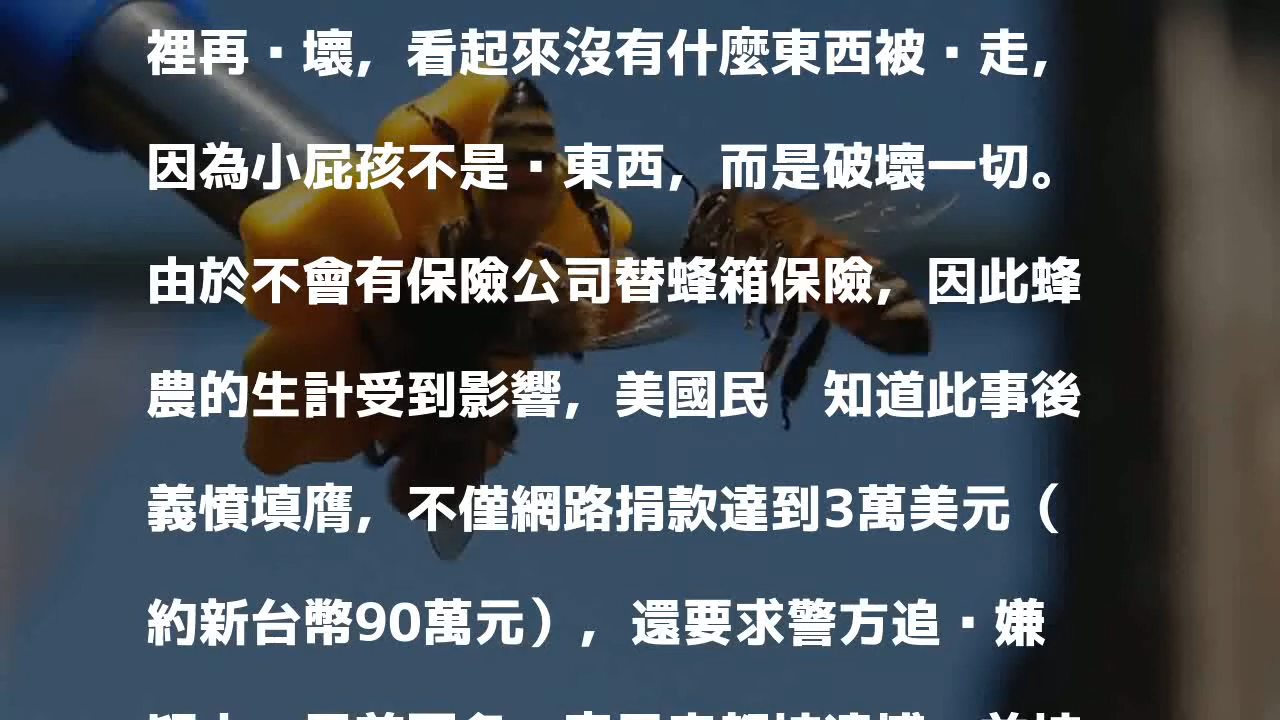 裡再▪壞，看起來沒有什麼東西被▪走，
因為小屁孩不是▪東西，而是破壞一切。
由於不會有保險公司替蜂箱保險，因此蜂
農的生計受到影響，美國民　知道此事後
義憤填膺，不僅網路捐款達到3萬美元（
約新台幣90萬元），還要求警方追▪嫌